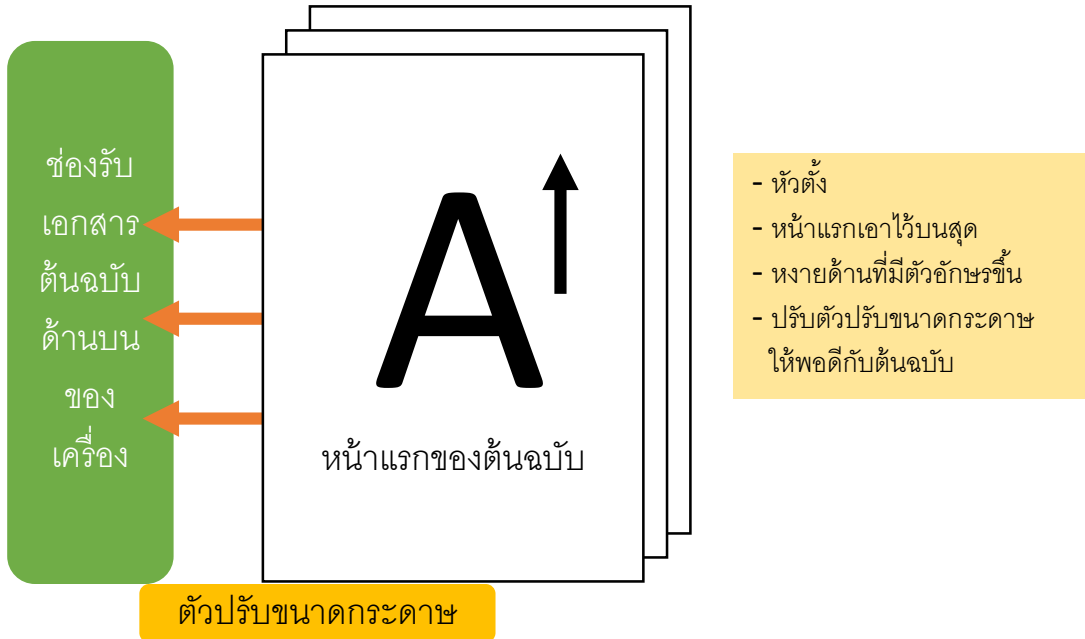 ช่องรับ
เอกสาร
ต้นฉบับ
ด้านบน
ของ
เครื่อง
A
หน้าแรกของต้นฉบับ
ตัวปรับขนาดกระดาษ
- หัวตั้ง
- หน้าแรกเอาไว้บนสุด
- หงายด้านที่มีตัวอักษรขึ้น
- ปรับตัวปรับขนาดกระดาษ
ให้พอดีกับต้นฉบับ